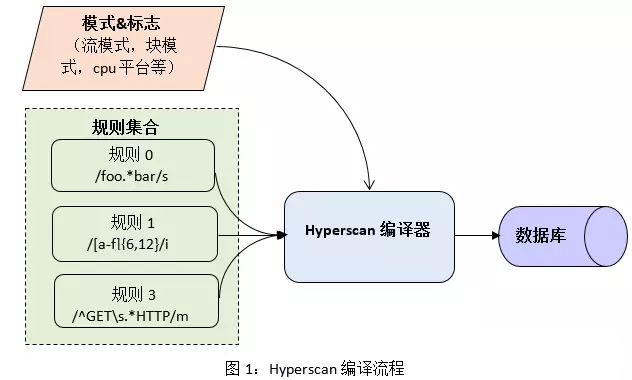 模式&标志
（流模式，块模
式，cpu 平台等）
规则集合
规则 0
/foo.*bar/s
规则 1
/[a-f]{6,12}/i
规则 3
/^GET\s.*HTTP/m
Hyperscan 编译器
数据库
图 1：Hyperscan 编译流程